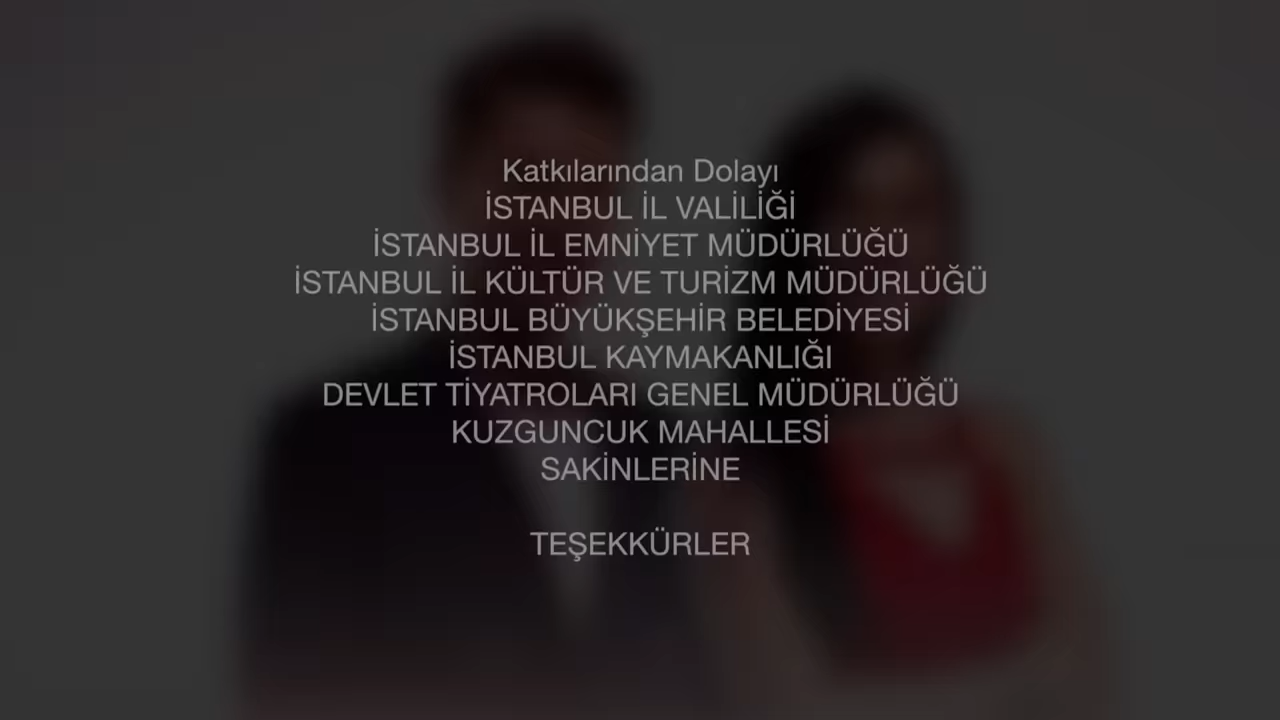 Katkılarından Dolayı
İSTANBUL İL VALİLİĞİ
İSTANBUL İL EMNİYET MÜDÜRLÜĞÜ
İSTANBUL İL KÜLTÜR VE TURİZM MÜDÜRLÜĞÜ
İSTANBUL BÜYÜKŞEHİR BELEDİYESİ
İSTANBUL KAYMAKANLIĞI
DEVLET TİYATROLARI GENEL MÜDÜRLÜĞÜ
KUZGUNCUK MAHALLESİ
SAKİNLERİNE
TEŞEKKÜRLER